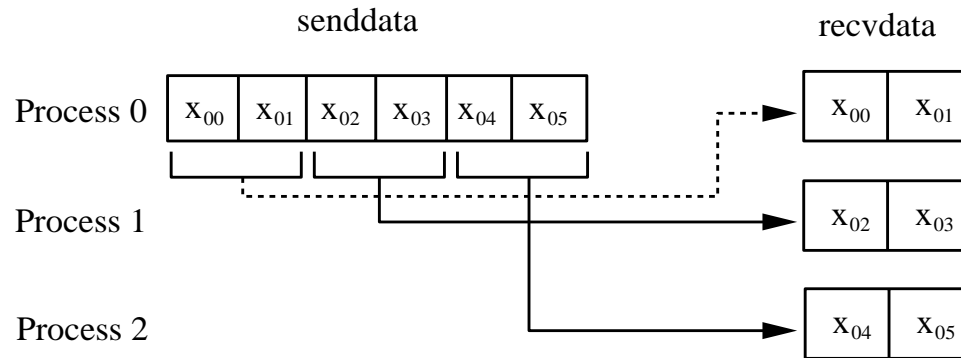 senddata recvdata
Process 0 x₀₀ x₀₁ x₀₂ x₀₃ x₀₄ x₀₅ x₀₀ x₀₁
Process 1 x₀₂ x₀₃
Process 2 x₀₄ x₀₅